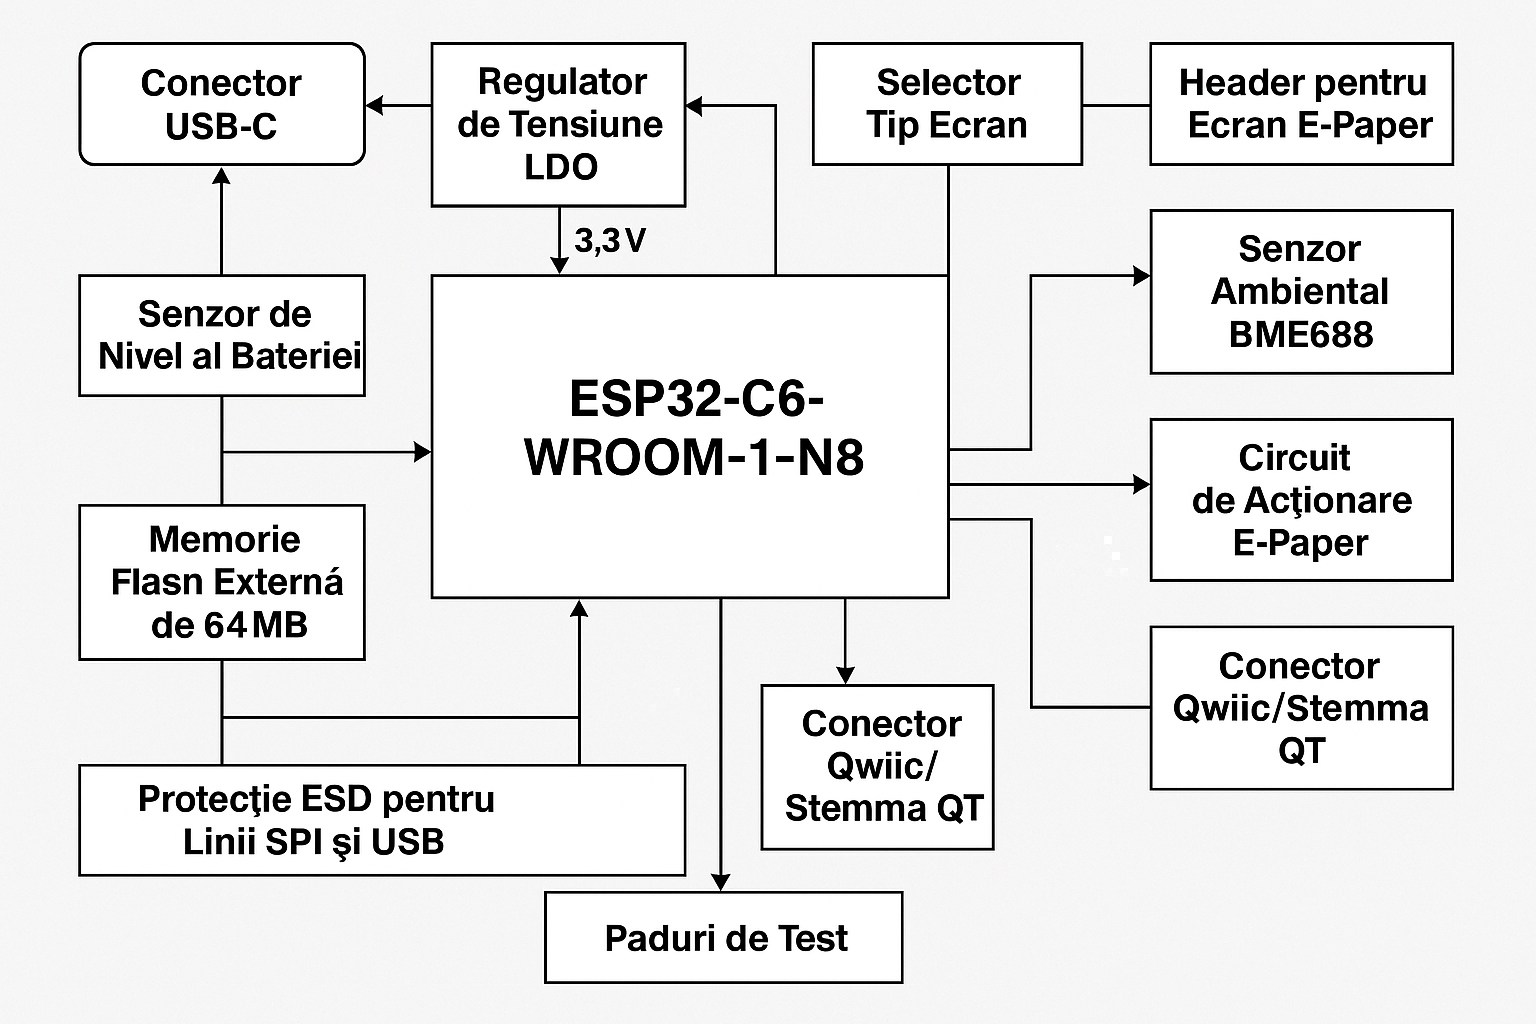 Conector
USB-C
Regulator
de Tensiune
LDO
Selector
Tip Ecran
Header pentru
Ecran E-Paper
3,3 V
Senzor de
Nivel al Bateriei
Senzor
Ambiental
BME688
ESP32-C6-
WROOM-1-N8
Circuit
de Acţionare
E-Paper
Memorie
Flasn Externá
de 64 MB
Conector
Qwiic/Stemma
QT
Conector
Qwiic/
Stemma QT
Protecţie ESD pentru
Linii SPI şi USB
Paduri de Test